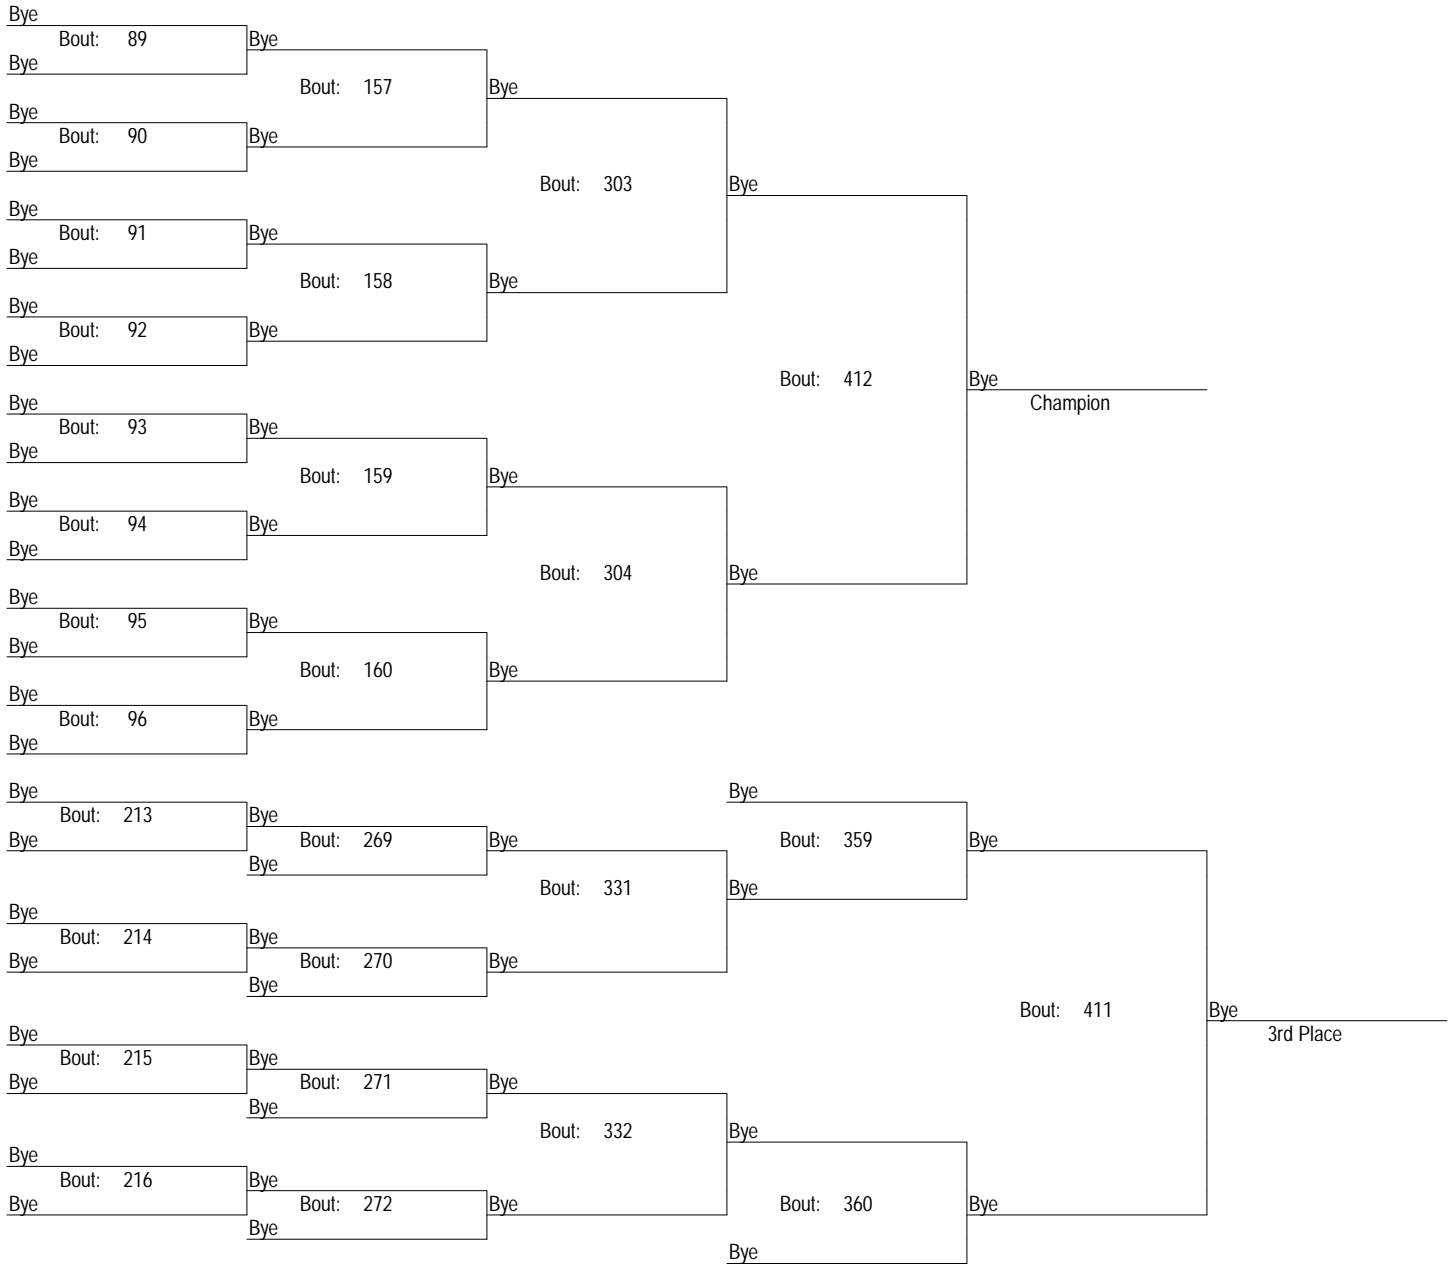 Bye
Bout: 89 Bye
Bye
Bout: 157 Bye
Bye
Bout: 90 Bye
Bye
Bout: 303 Bye
Bye
Bout: 91 Bye
Bye
Bout: 158 Bye
Bye
Bout: 92 Bye
Bye
Bout: 412 Bye
Champion
Bye
Bout: 93 Bye
Bye
Bout: 159 Bye
Bye
Bout: 94 Bye
Bye
Bout: 304 Bye
Bye
Bout: 95 Bye
Bye
Bout: 160 Bye
Bye
Bout: 96 Bye
Bye
Bye Bye
Bout: 213 Bye
Bye Bout: 269 Bye Bout: 359 Bye
Bye
Bout: 331 Bye
Bye
Bout: 214 Bye
Bye Bout: 270 Bye
Bye
Bout: 411 Bye
3rd Place
Bye
Bout: 215 Bye
Bye Bout: 271 Bye
Bye
Bout: 332 Bye
Bye
Bout: 216 Bye
Bye Bout: 272 Bye Bout: 360 Bye
Bye
Bye